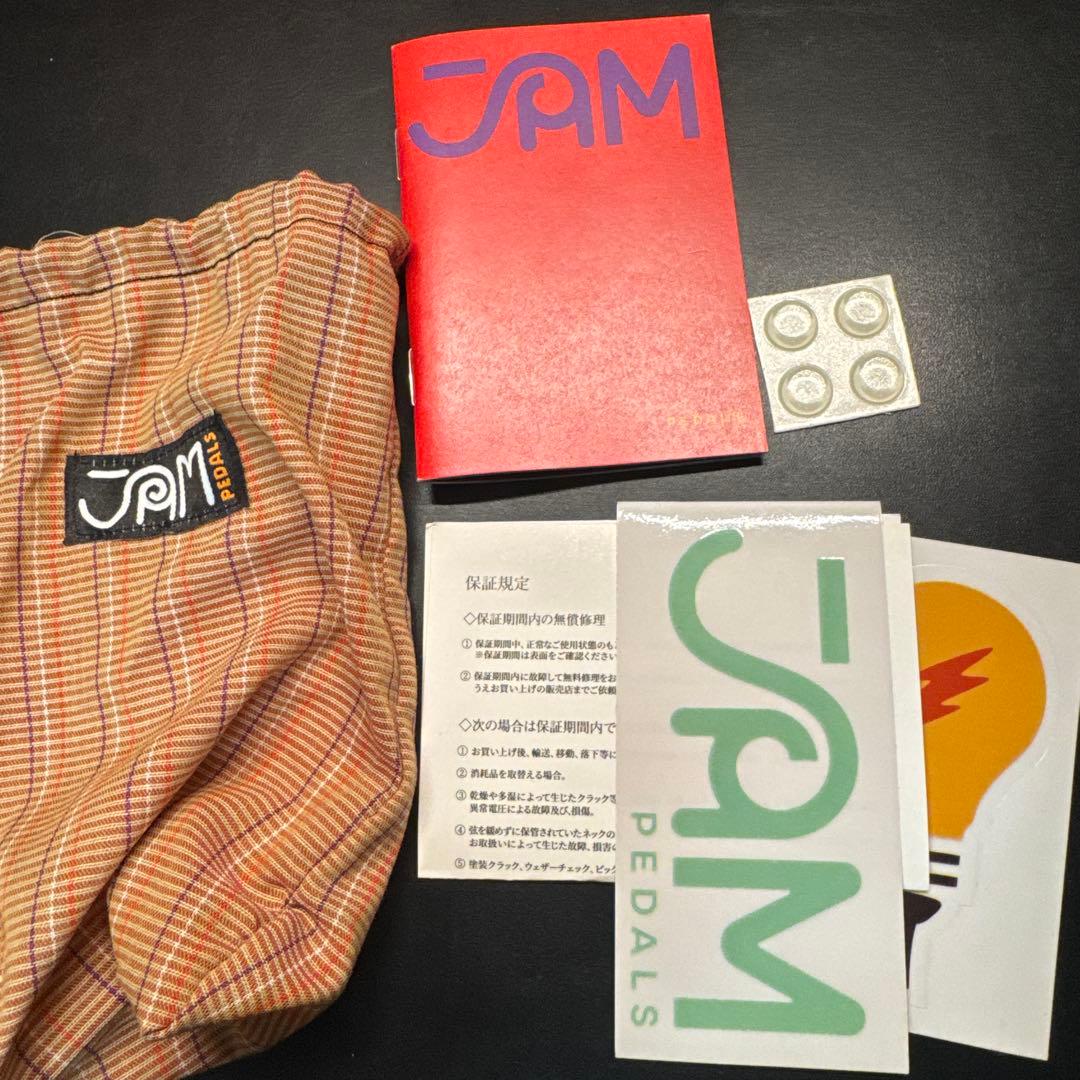 JAM
pedals
JAM
PEDALS
保証規定
◇保証期間内の無償修理
① 保証期間中、正常なご使用状態のも
※保証期間は表面をご確認ください
② 保証期間内に故障して無料修理をお
うえお買い上げの販売店までご依頼
◇次の場合は保証期間内で
① お買い上げ後、輸送、移動、落下等に
② 消耗品を取替える場合。
③ 乾燥や多湿によって生じたクラック等
異常電圧による故障及び、損傷。
④ 弦を緩めずに保管されていたネックの
お取扱いによって生じた故障、損害の
⑤ 塗装クラック、ウェザーチェック、ピッ
JAM
PEDALS